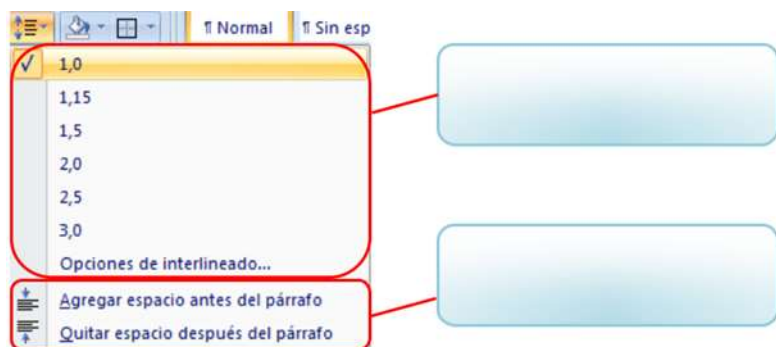 ¶ Normal ¶ Sin esp
1,0
1,15
1,5
2,0
2,5
3,0
Opciones de interlineado...
Agregar espacio antes del párrafo
Quitar espacio después del párrafo